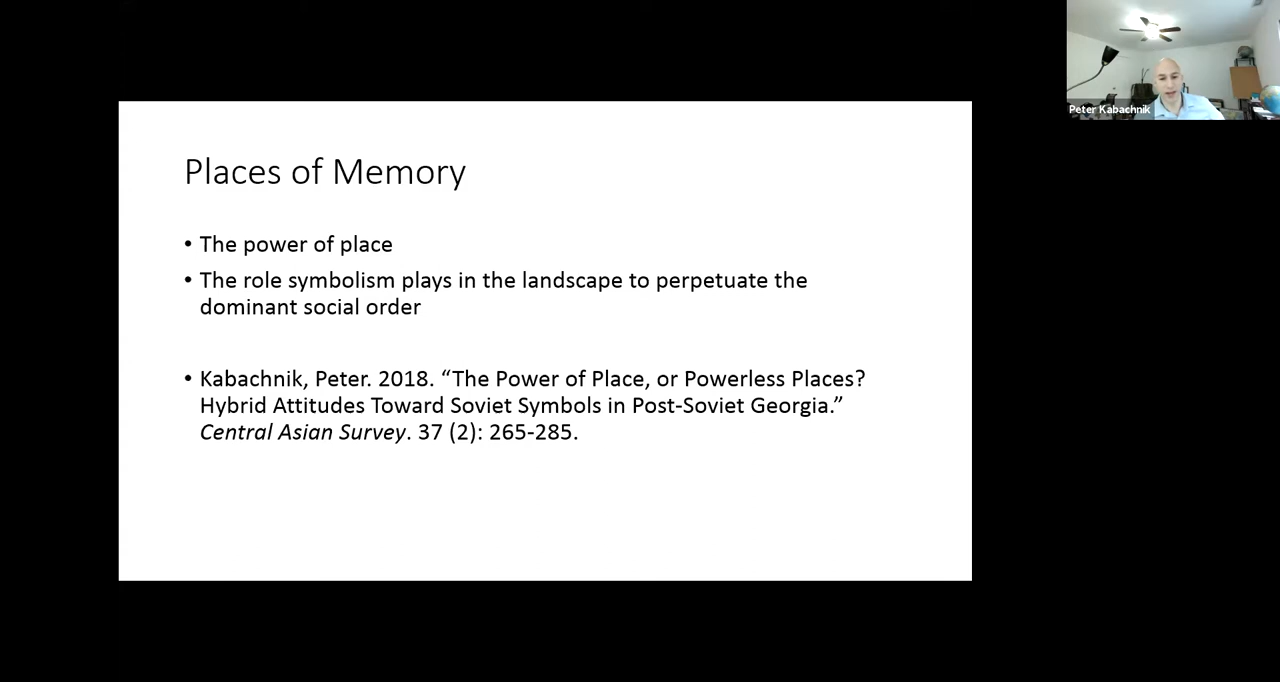 Peter Kabachnik
Places of Memory
• The power of place
• The role symbolism plays in the landscape to perpetuate the
dominant social order
• Kabachnik, Peter. 2018. “The Power of Place, or Powerless Places?
Hybrid Attitudes Toward Soviet Symbols in Post-Soviet Georgia.”
Central Asian Survey. 37 (2): 265-285.